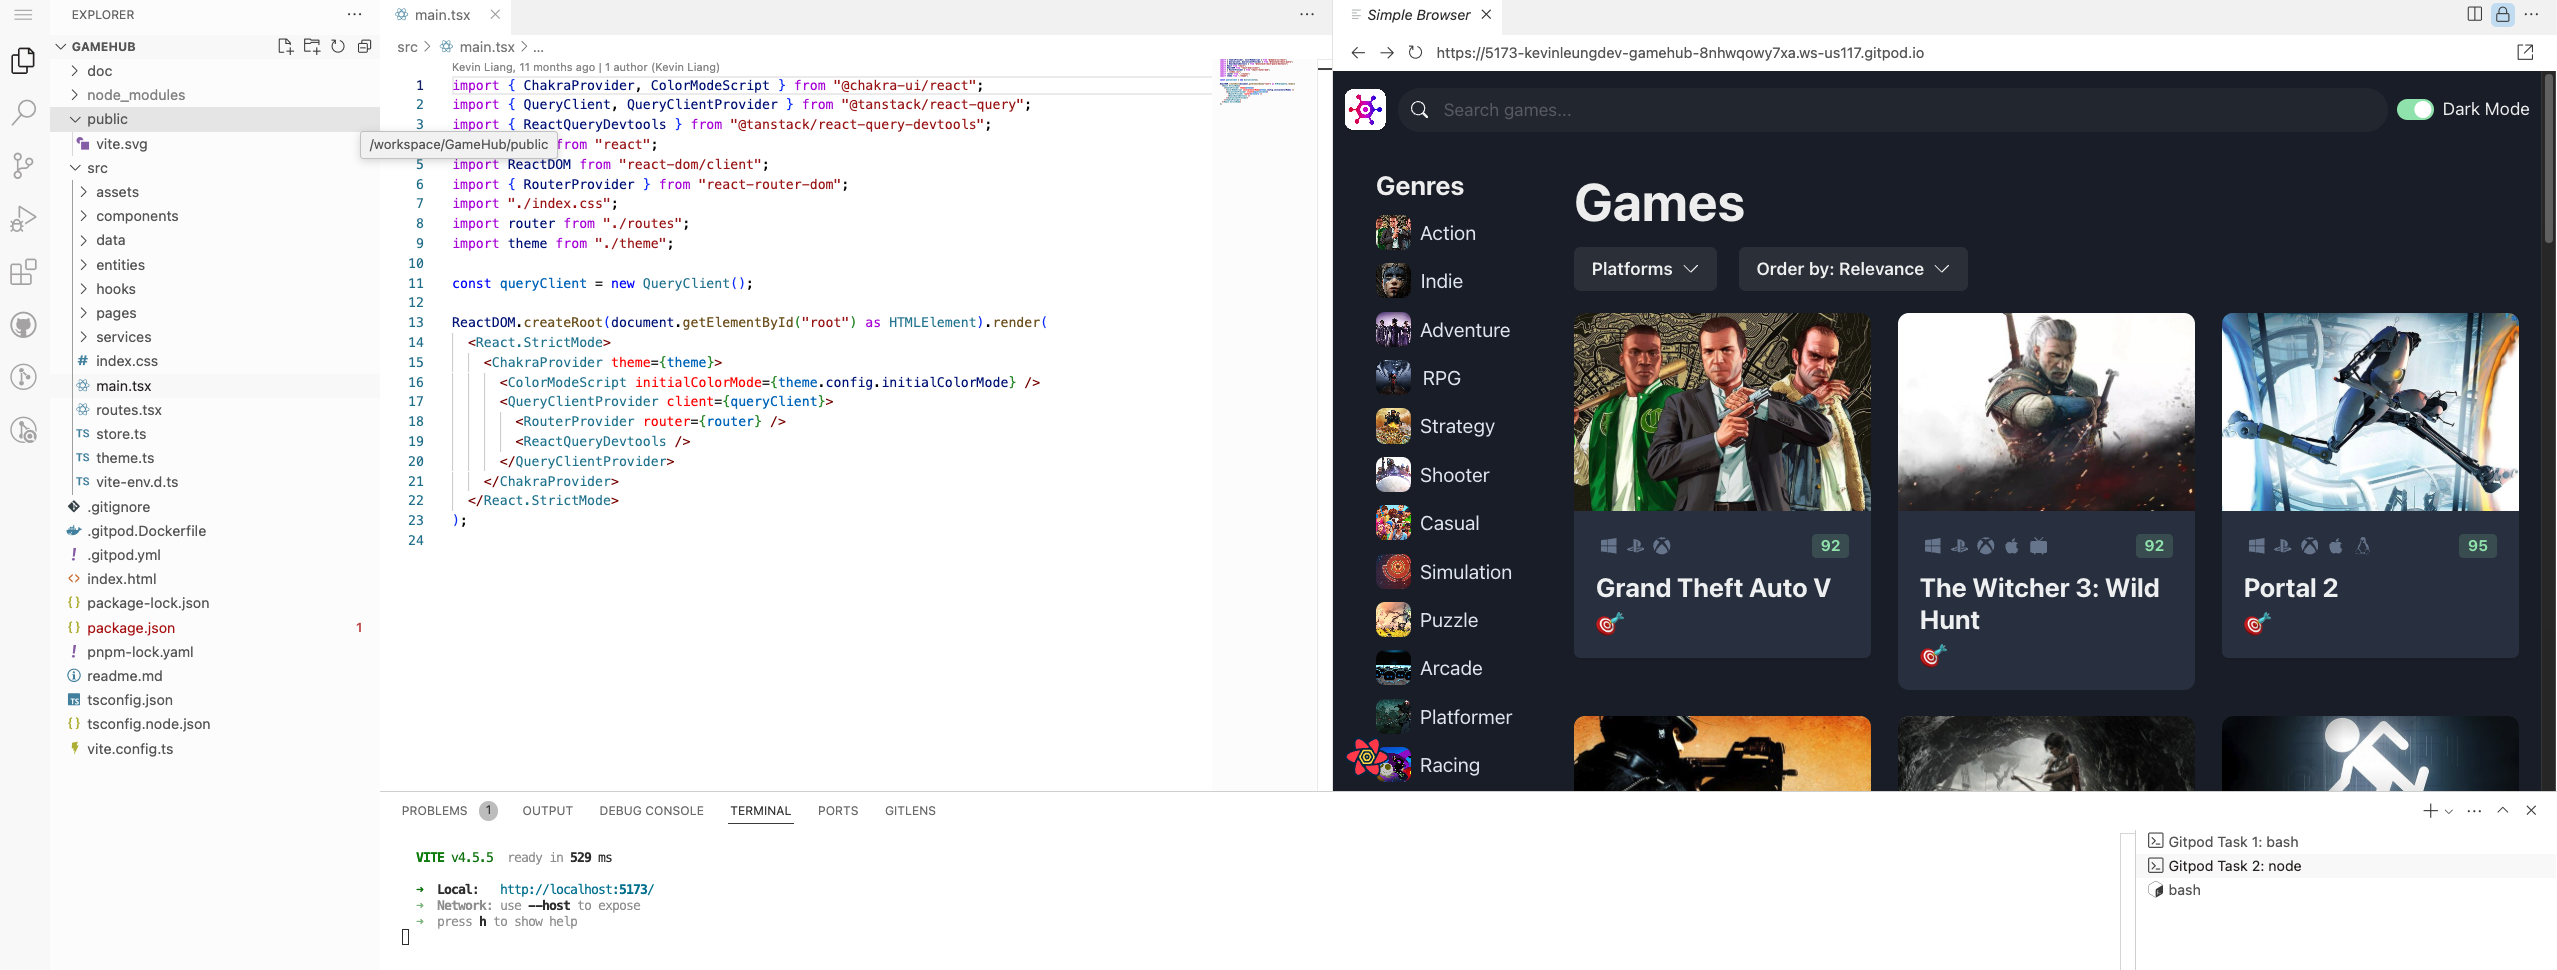 EXPLORER
GAMEHUB
doc
node_modules
public
vite.svg
src
assets
components
data
entities
hooks
pages
services
# index.css
main.tsx
routes.tsx
TS store.ts
TS theme.ts
TS vite-env.d.ts
.gitignore
.gitpod.Dockerfile
! .gitpod.yml
<> index.html
{} package-lock.json
{} package.json 1
! pnpm-lock.yaml
readme.md
TS tsconfig.json
{} tsconfig.node.json
vite.config.ts
/workspace/GameHub/public
main.tsx
src > main.tsx > ...
Kevin Liang, 11 months ago | 1 author (Kevin Liang)
1 import { ChakraProvider, ColorModeScript } from "@chakra-ui/react";
2 import { QueryClient, QueryClientProvider } from "@tanstack/react-query";
3 import { ReactQueryDevtools } from "@tanstack/react-query-devtools";
from "react";
5 import ReactDOM from "react-dom/client";
6 import { RouterProvider } from "react-router-dom";
7 import "./index.css";
8 import router from "./routes";
9 import theme from "./theme";
10
11 const queryClient = new QueryClient();
12
13 ReactDOM.createRoot(document.getElementById("root") as HTMLElement).render(
14 <React.StrictMode>
15 <ChakraProvider theme={theme}>
16 <ColorModeScript initialColorMode={theme.config.initialColorMode} />
17 <QueryClientProvider client={queryClient}>
18 <RouterProvider router={router} />
19 <ReactQueryDevtools />
20 </QueryClientProvider>
21 </ChakraProvider>
22 </React.StrictMode>
23 );
24
Simple Browser
https://5173-kevinleungdev-gamehub-8nhwqowy7xa.ws-us117.gitpod.io
Search games...
Dark Mode
Genres
Action
Indie
Adventure
RPG
Strategy
Shooter
Casual
Simulation
Puzzle
Arcade
Platformer
Racing
Games
Platforms
Order by: Relevance
92
Grand Theft Auto V
92
The Witcher 3: Wild
Hunt
95
Portal 2
PROBLEMS 1 OUTPUT DEBUG CONSOLE TERMINAL PORTS GITLENS
VITE v4.5.5 ready in 529 ms
➜ Local: http://localhost:5173/
➜ Network: use --host to expose
➜ press h to show help
Gitpod Task 1: bash
Gitpod Task 2: node
bash